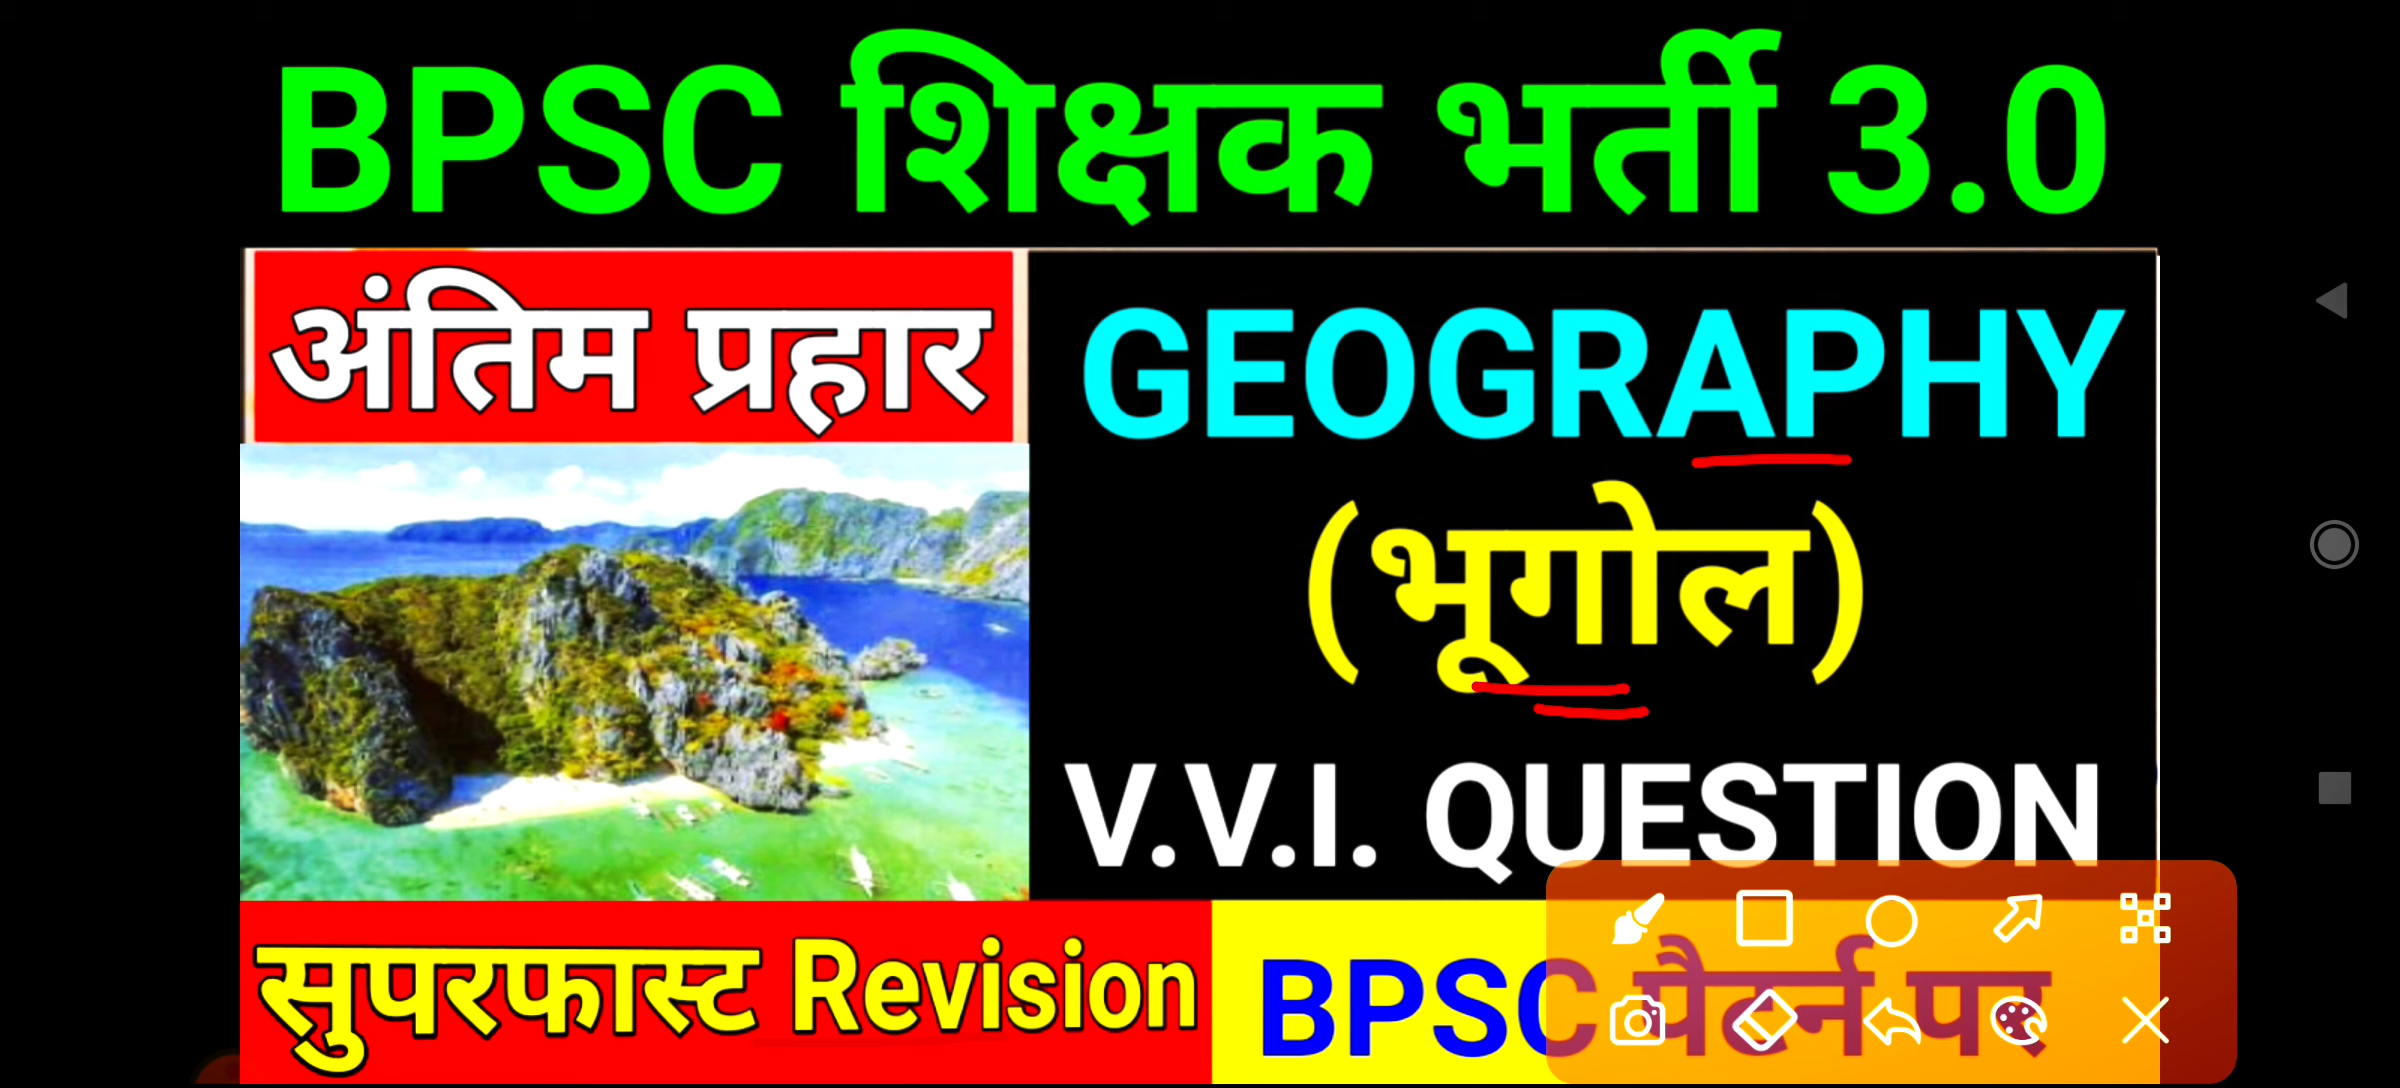 BPSC शिक्षक भर्ती 3.0
अंतिम प्रहार
GEOGRAPHY
(भूगोल)
V.V.I. QUESTION
सुपरफास्ट Revision
BPSC पैटर्न पर